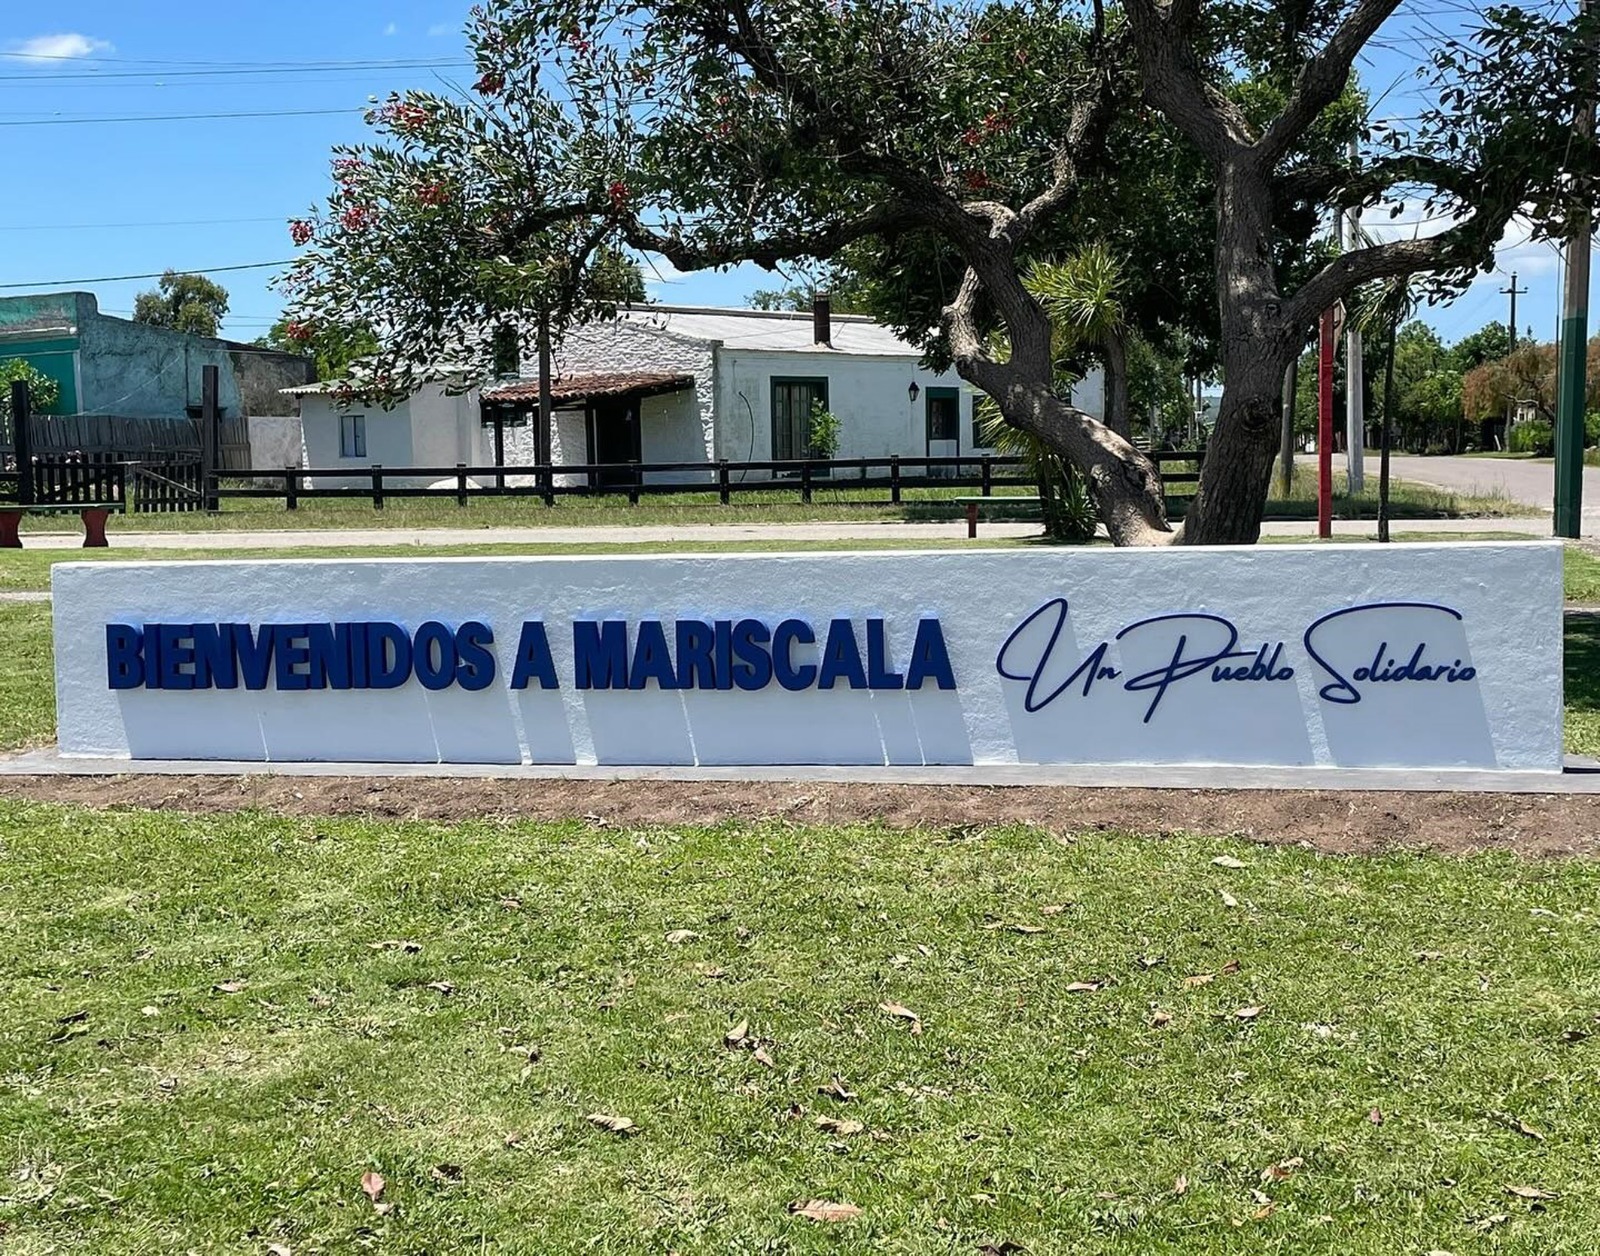 BIENVENIDOS A MARISCALA Un Pueblo Solidario